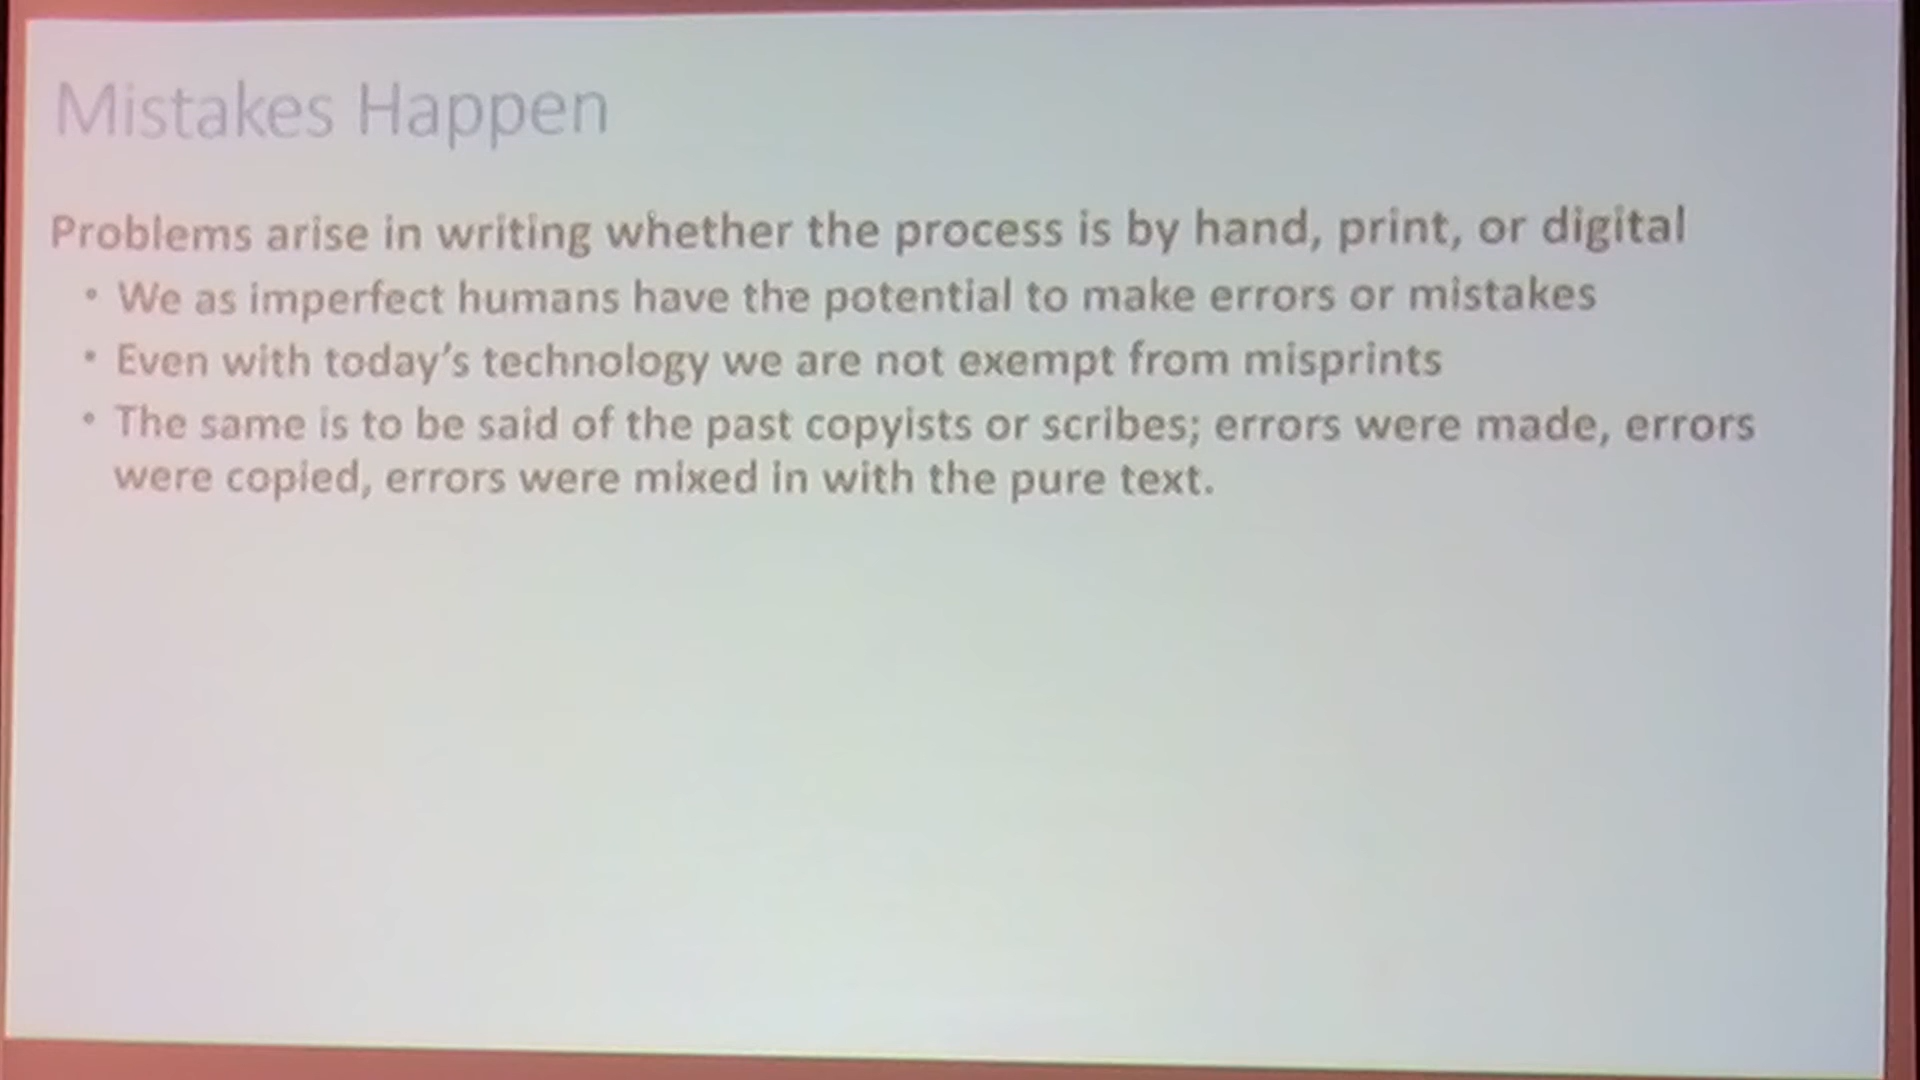 Mistakes Happen
Problems arise in writing whether the process is by hand, print, or digital
• We as imperfect humans have the potential to make errors or mistakes
• Even with today's technology we are not exempt from misprints
• The same is to be said of the past copyists or scribes; errors were made, errors
were copied, errors were mixed in with the pure text.